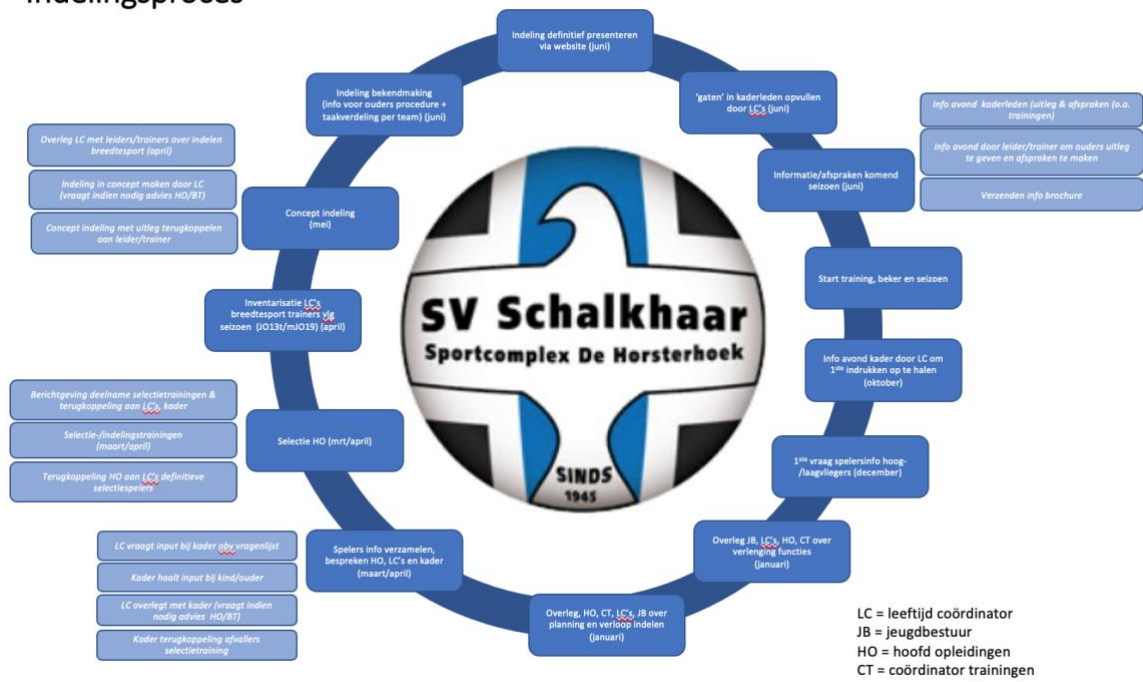 Indelingsproces
Indeling definitief presenteren
via website (juni)
'gaten' in kaderleden opvullen
door LC's (juni)
Informatie/afspraken komend
seizoen (juni)
Info avond kaderleden (uitleg & afspraken (o.a.
trainingen)
Info avond door leider/trainer om ouders uitleg
te geven en afspraken te maken
Verzenden info brochure
Start training, beker en seizoen
Info avond kader door LC om
1ste indrukken op te halen
(oktober)
1ste vraag spelersinfo hoog-
/laagvliegers (december)
Overleg JB, LC's, HO, CT over
verlenging functies
(januari)
Overleg, HO, CT, LC's, JB over
planning en verloop indelen
(januari)
Spelers info verzamelen,
bespreken HO, LC's en kader
(maart/april)
LC vraagt input bij kader obv vragenlijst
Kader haalt input bij kind/ouder
LC overlegt met kader (vraagt indien
nodig advies HO/BT)
Kader terugkoppeling afvallers
selectietraining
Selectie HO (mrt/april)
Berichtgeving deelname selectietrainingen &
terugkoppeling aan LC's, kader
Selectie-/indelingstrainingen
(maart/april)
Terugkoppeling HO aan LC's definitieve
selectiespelers
Inventarisatie LC's
breedtesport trainers vlg
seizoen (JO13t/mJO19) (april)
Concept indeling
(mei)
Overleg LC met leiders/trainers over indelen
breedtesport (april)
Indeling in concept maken door LC
(vraagt indien nodig advies HO/BT)
Concept indeling met uitleg terugkoppelen
aan leider/trainer
Indeling bekendmaking
(info voor ouders procedure +
taakverdeling per team) (juni)
SV Schalkhaar
Sportcomplex De Horsterhoek
SINDS
1945
LC = leeftijd coördinator
JB = jeugdbestuur
HO = hoofd opleidingen
CT = coördinator trainingen